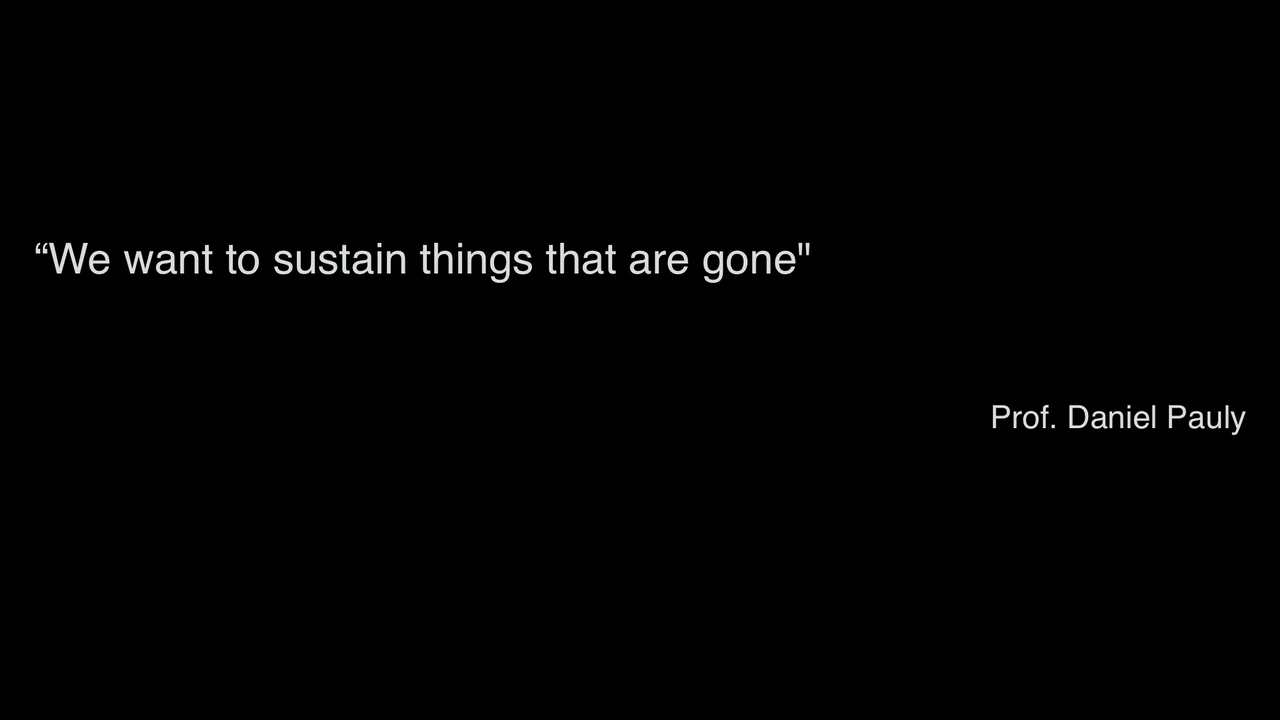 “We want to sustain things that are gone"
Prof. Daniel Pauly